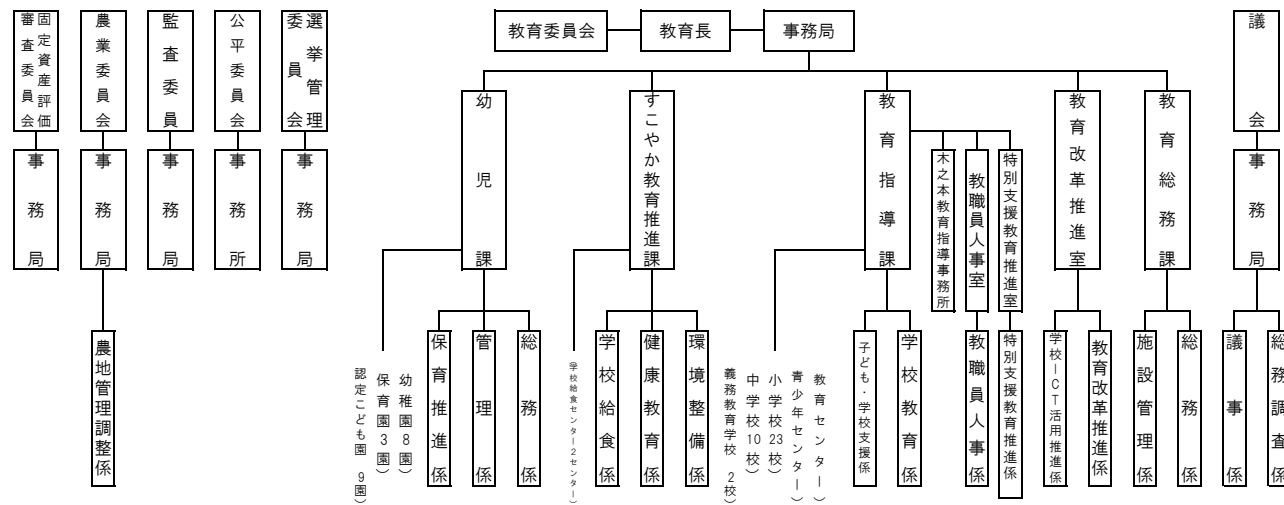 教育委員会
教育長
事務局
議会
事務局
総務調査係
議事係
教育総務課
総務係
施設管理係
教育改革推進室
教育改革推進係
学校ICT活用推進係
教育指導課
特別支援教育推進室
特別支援教育推進係
教職員人事室
教職員人事係
木之本教育指導事務所
学校教育係
子ども・学校支援係
教育センター)
青少年センター)
小学校23校)
中学校10校)
義務教育学校 2校)
すこやか教育推進課
環境整備係
健康教育係
学校給食係
学校給食センター2センター)
幼児課
総務係
管理係
保育推進係
幼稚園8園)
保育園3園)
認定こども園 9園)
選挙管理
委員会
事務局
公平委員会
事務所
監査委員
事務局
農業委員会
事務局
農地管理調整係
固定資産評価
審査委員会
事務局